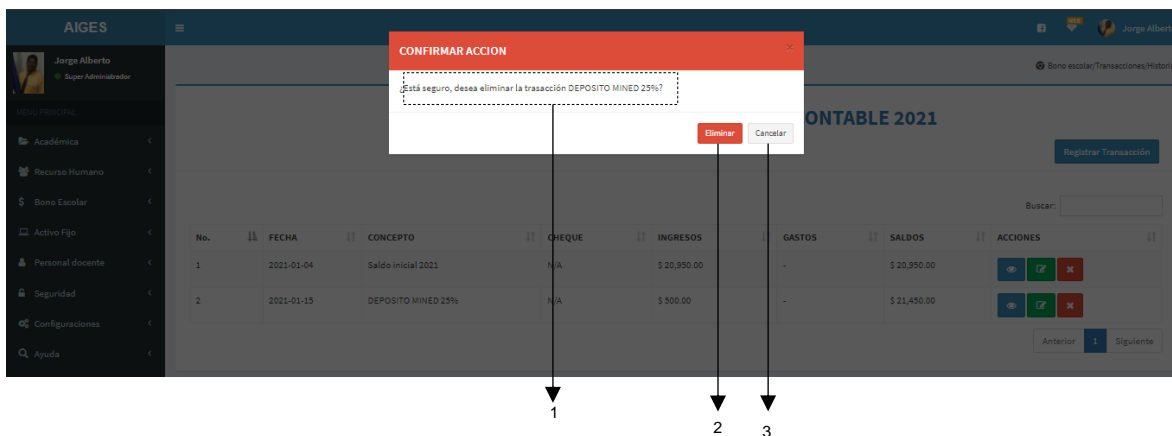 AIGES
Jorge Albert
Jorge Alberto
Super Administrador
Bono escolar/Transacciones/Histori
MENU PRINCIPAL
Académica
Recurso Humano
Bono Escolar
Activo Fijo
Personal docente
Seguridad
Configuraciones
Ayuda
CONFIRMAR ACCION
×
¿Está seguro, desea eliminar la trasacción DEPOSITO MINED 25%?
Eliminar Cancelar
ONTABLE 2021
Registrar Transacción
Buscar:
No. FECHA CONCEPTO CHEQUE INGRESOS GASTOS SALDOS ACCIONES
1 2021-01-04 Saldo inicial 2021 N/A $ 20,950.00 - $ 20,950.00
2 2021-01-15 DEPOSITO MINED 25% N/A $ 500.00 - $ 21,450.00
Anterior 1 Siguiente
1
2
3